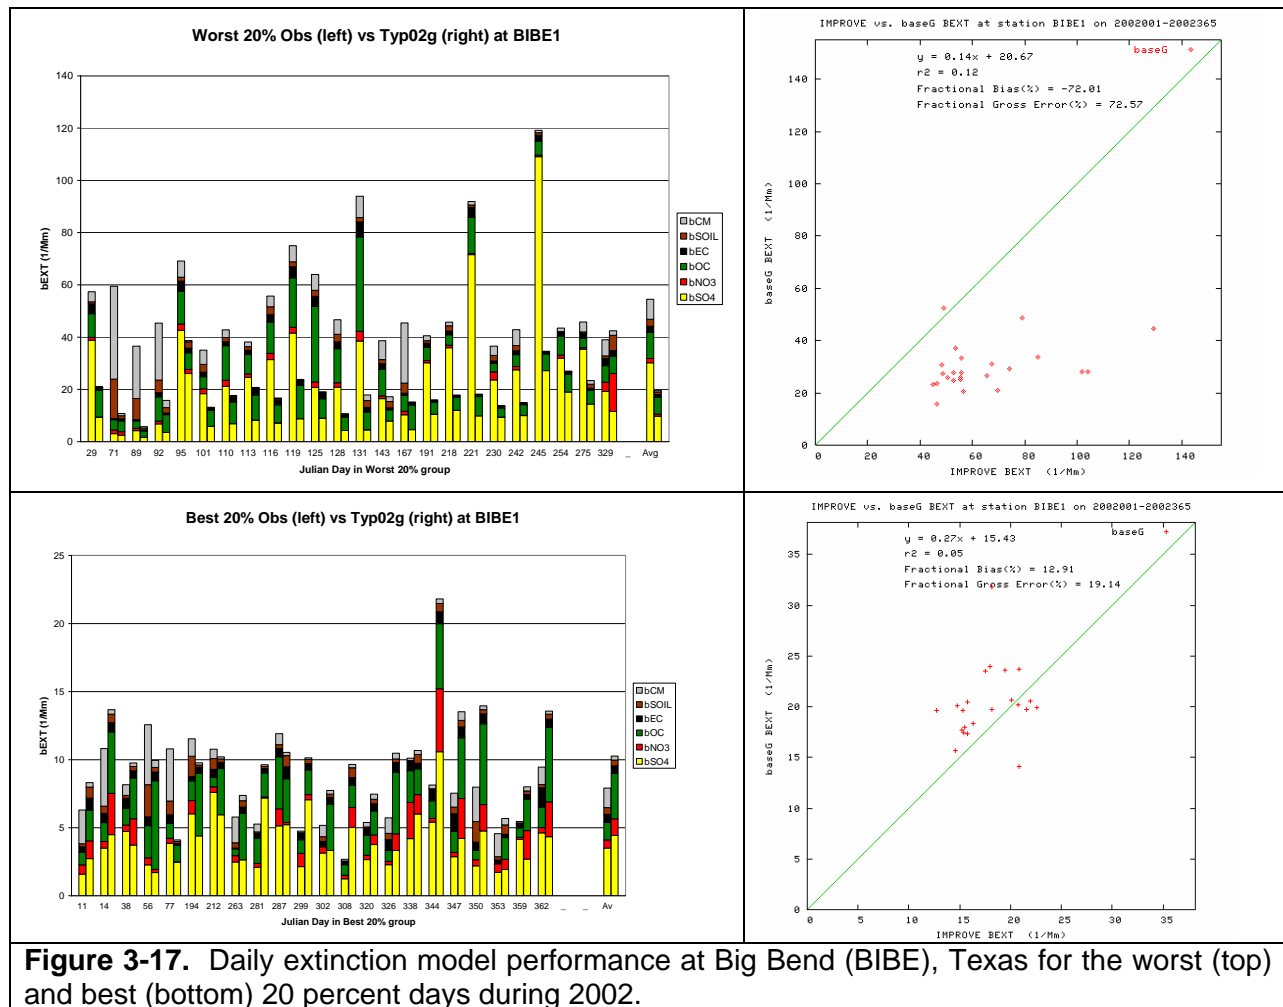 Worst 20% Obs (left) vs Typ02g (right) at BIBE1
140
120
100
80
60
40
20
0
bEXT (1/Mm)
29 71 89 92 95 101 110 113 116 119 125 128 131 143 167 191 218 221 230 242 245 254 275 329 _ Avg
Julian Day in Worst 20% group
bCM
bSOIL
bEC
bOC
bNO3
bSO4
IMPROVE vs. baseG BEXT at station BIBE1 on 2002001-2002365
baseG
y = 0.14x + 20.67
r2 = 0.12
Fractional Bias(%) = -72.01
Fractional Gross Error(%) = 72.57
140
120
100
80
60
40
20
0
baseG BEXT (1/Mm)
0 20 40 60 80 100 120 140
IMPROVE BEXT (1/Mm)
Best 20% Obs (left) vs Typ02g (right) at BIBE1
25
20
15
10
5
0
bEXT (1/Mm)
11 14 38 56 77 194 212 263 281 287 299 302 308 320 326 338 344 347 350 353 359 362 _ _ Av
Julian Day in Best 20% group
bCM
bSOIL
bEC
bOC
bNO3
bSO4
IMPROVE vs. baseG BEXT at station BIBE1 on 2002001-2002365
baseG
y = 0.27x + 15.43
r2 = 0.05
Fractional Bias(%) = 12.91
Fractional Gross Error(%) = 19.14
35
30
25
20
15
10
5
0
baseG BEXT (1/Mm)
0 5 10 15 20 25 30 35
IMPROVE BEXT (1/Mm)
Figure 3-17. Daily extinction model performance at Big Bend (BIBE), Texas for the worst (top)
and best (bottom) 20 percent days during 2002.